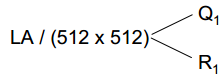 Q₁
LA / (512 x 512)
R₁